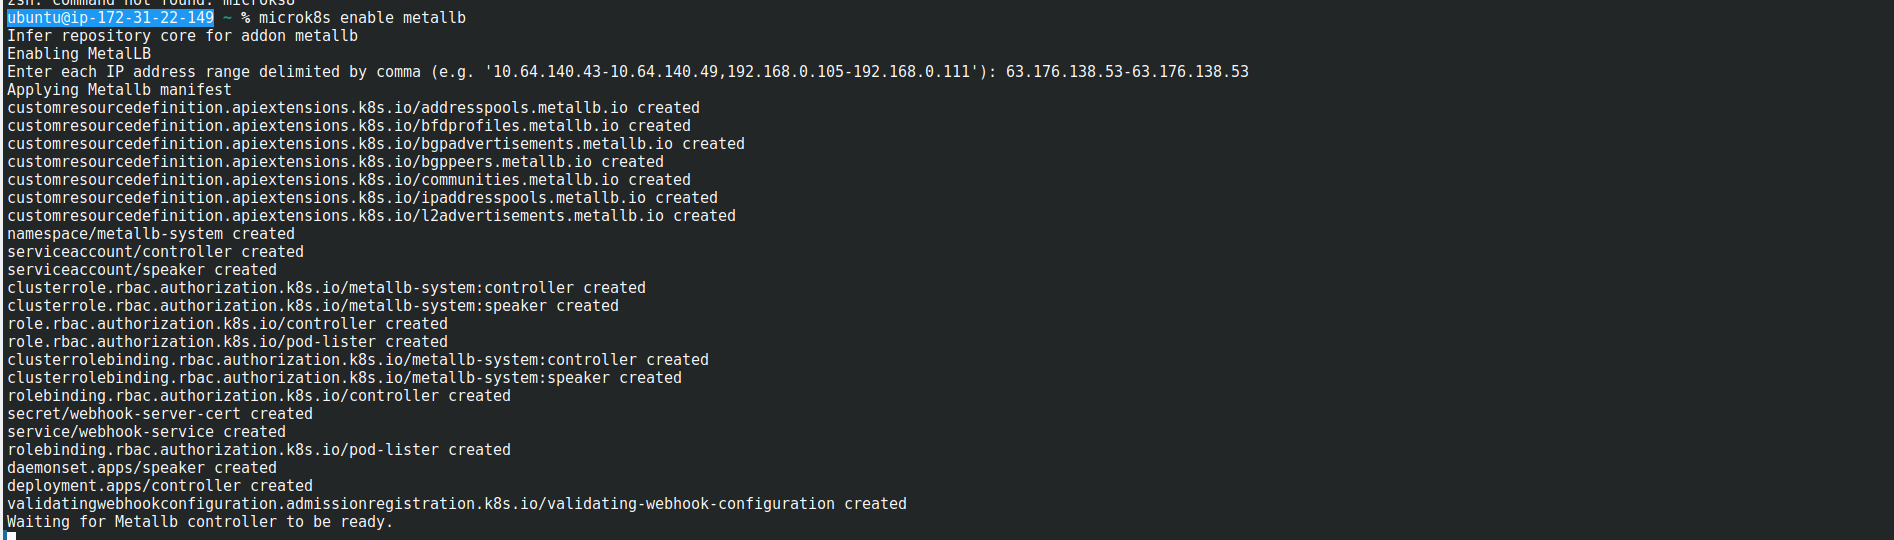 zsh: command not found: microks8
ubuntu@ip-172-31-22-149 ~ % microk8s enable metallb
Infer repository core for addon metallb
Enabling MetalLB
Enter each IP address range delimited by comma (e.g. '10.64.140.43-10.64.140.49,192.168.0.105-192.168.0.111'): 63.176.138.53-63.176.138.53
Applying Metallb manifest
customresourcedefinition.apiextensions.k8s.io/addresspools.metallb.io created
customresourcedefinition.apiextensions.k8s.io/bfdprofiles.metallb.io created
customresourcedefinition.apiextensions.k8s.io/bgpadvertisements.metallb.io created
customresourcedefinition.apiextensions.k8s.io/bgppeers.metallb.io created
customresourcedefinition.apiextensions.k8s.io/communities.metallb.io created
customresourcedefinition.apiextensions.k8s.io/ipaddresspools.metallb.io created
customresourcedefinition.apiextensions.k8s.io/l2advertisements.metallb.io created
namespace/metallb-system created
serviceaccount/controller created
serviceaccount/speaker created
clusterrole.rbac.authorization.k8s.io/metallb-system:controller created
clusterrole.rbac.authorization.k8s.io/metallb-system:speaker created
role.rbac.authorization.k8s.io/controller created
role.rbac.authorization.k8s.io/pod-lister created
clusterrolebinding.rbac.authorization.k8s.io/metallb-system:controller created
clusterrolebinding.rbac.authorization.k8s.io/metallb-system:speaker created
rolebinding.rbac.authorization.k8s.io/controller created
secret/webhook-server-cert created
service/webhook-service created
rolebinding.rbac.authorization.k8s.io/pod-lister created
daemonset.apps/speaker created
deployment.apps/controller created
validatingwebhookconfiguration.admissionregistration.k8s.io/validating-webhook-configuration created
Waiting for Metallb controller to be ready.